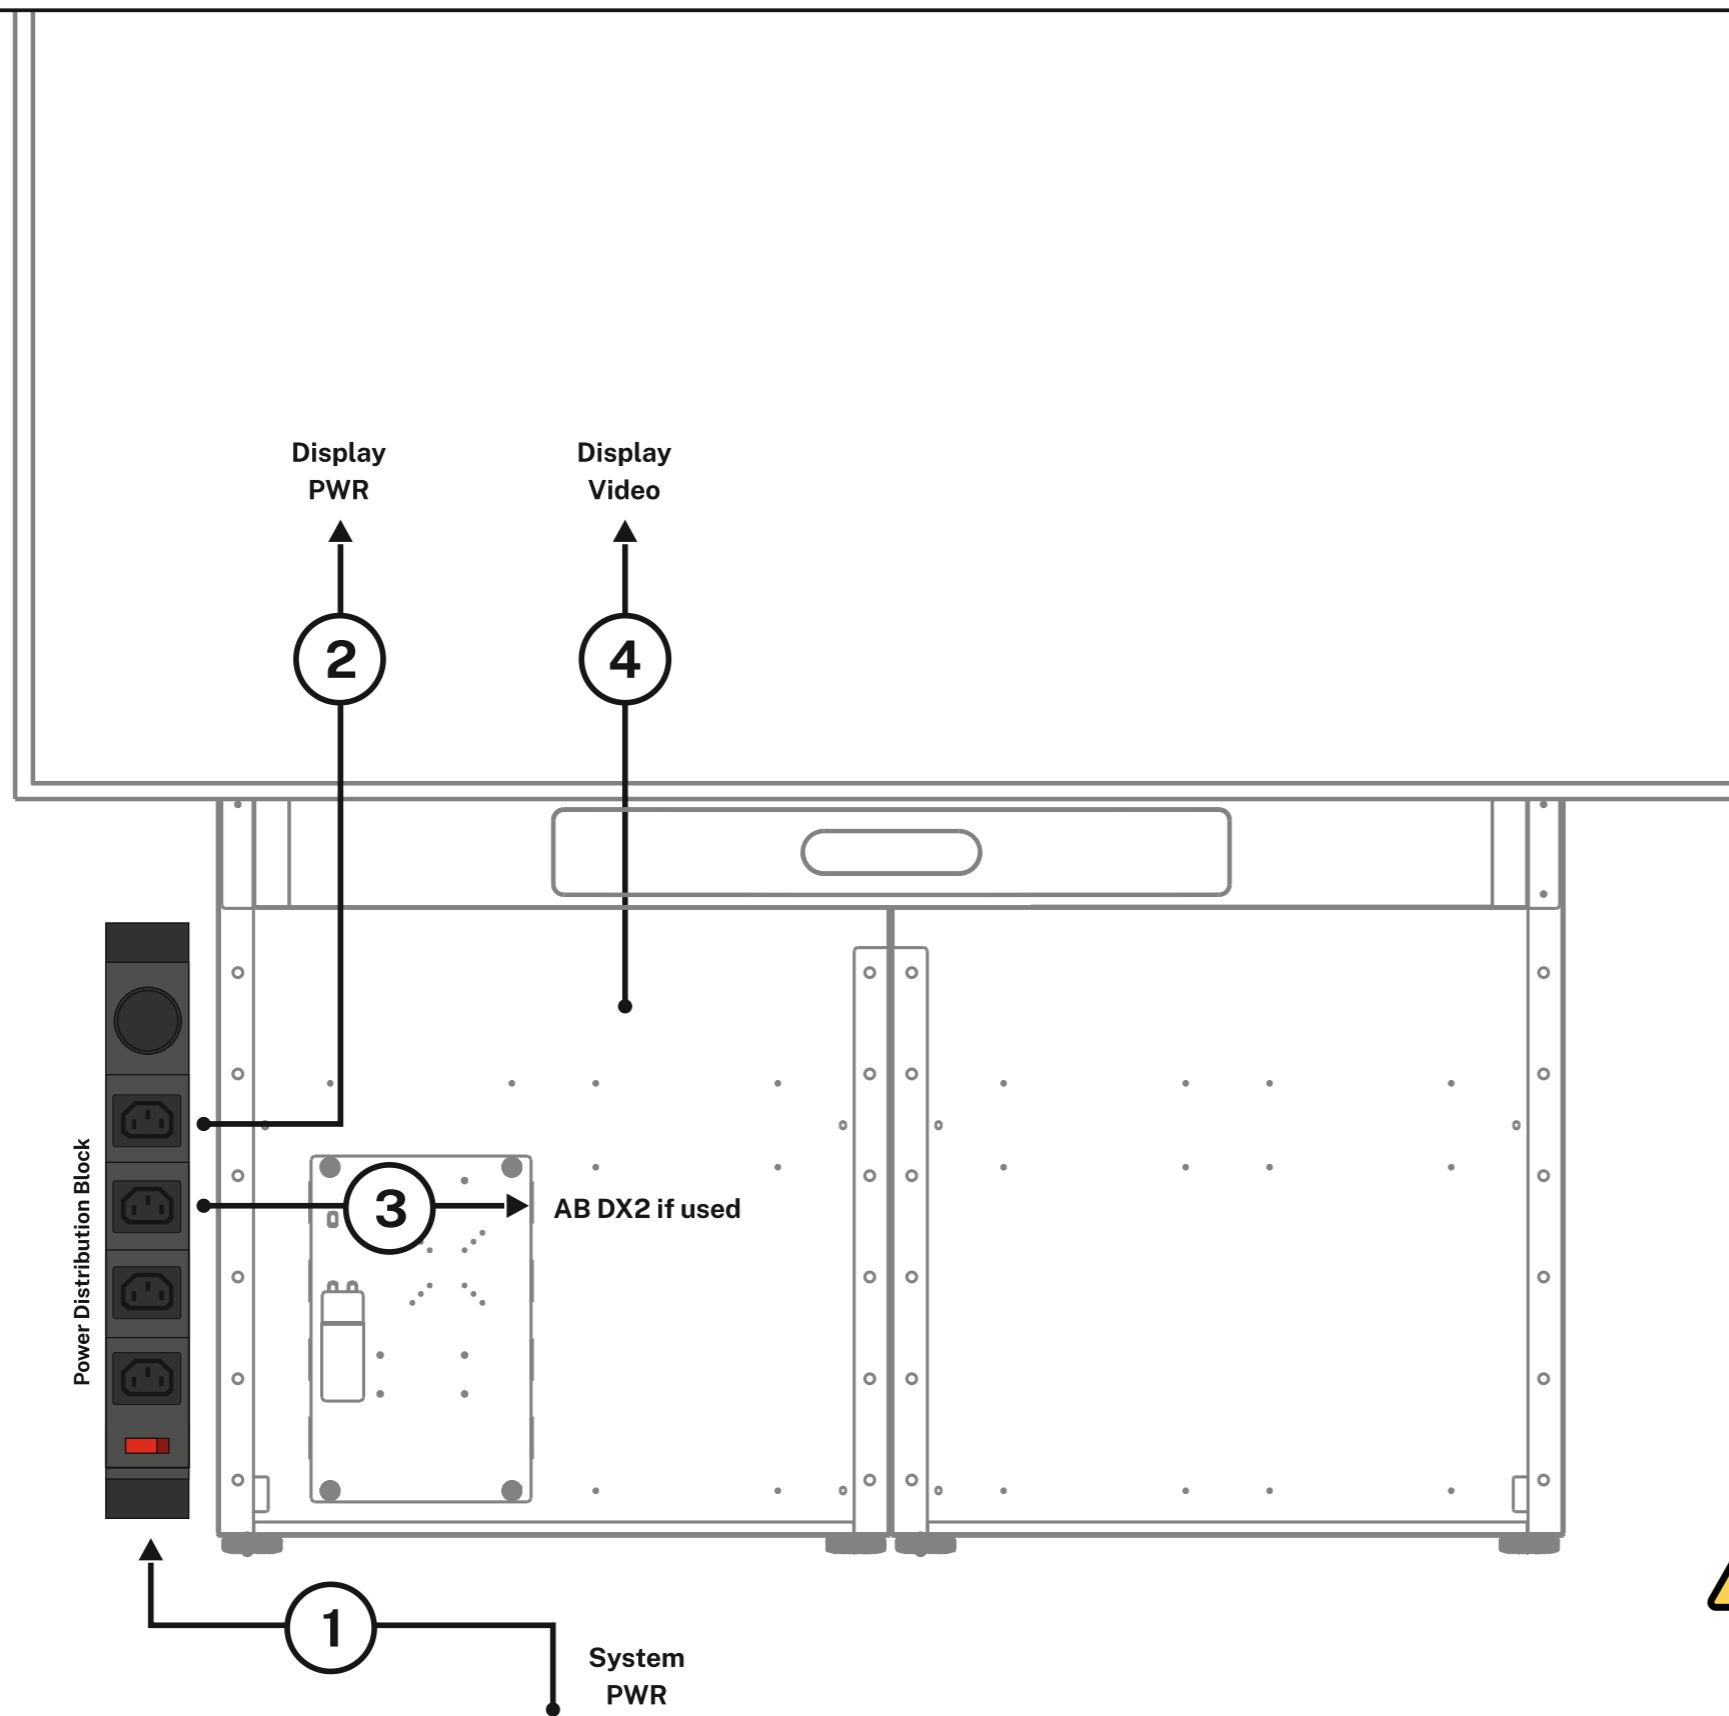 Display
PWR
Display
Video
2
4
Power Distribution Block
3
AB DX2 if used
1
System
PWR